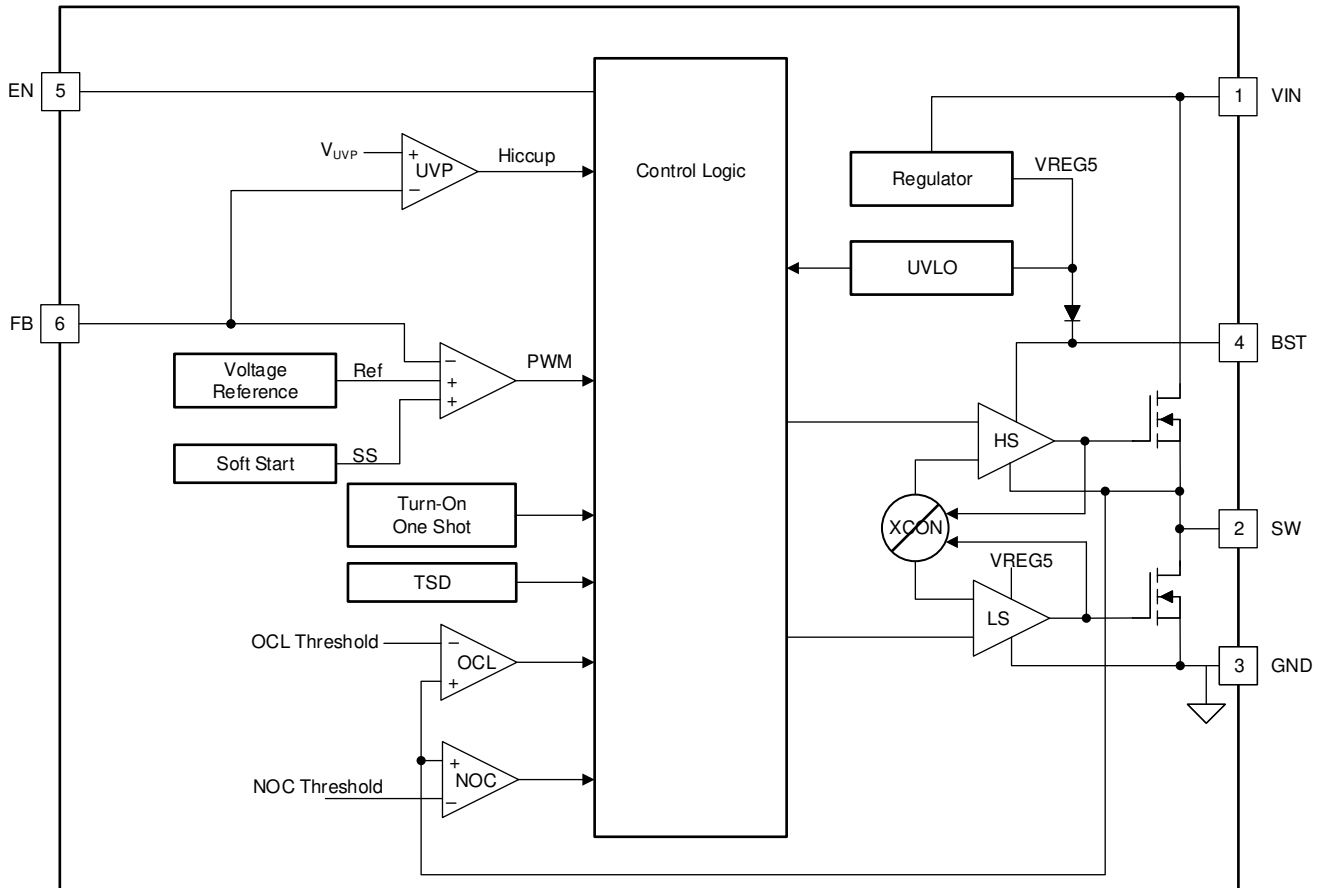 EN
5
1
VIN
VUVP
+
UVP
−
Hiccup
Control Logic
Regulator
VREG5
UVLO
FB
6
4
BST
Voltage
Reference
Ref
−
+
+
PWM
Soft Start
SS
HS
Turn-On
One Shot
XCON
2
SW
TSD
VREG5
LS
OCL Threshold
−
OCL
+
3
GND
NOC Threshold
+
NOC
−